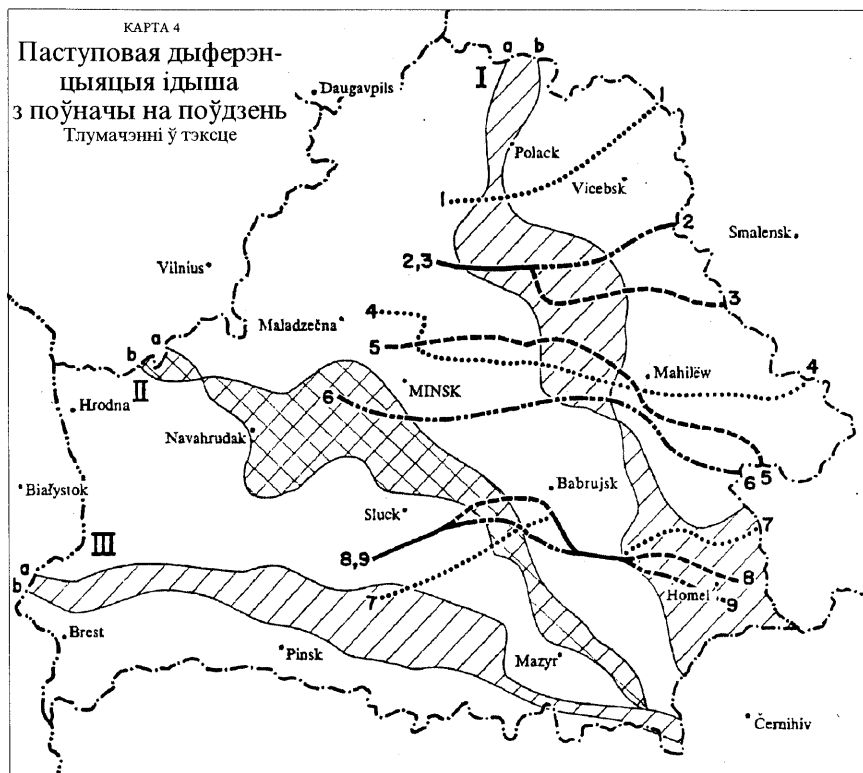 КАРТА 4
Паступовая дыферэн-
цыяцыя ідыша
з поўначы на поўдзень
Тлумачэнні ў тэксце
a b
I
Daugavpils
1
Polack
Vicebsk
1
2
Smalensk
Vilnius
2,3
3
4
Maladzečna
5
a
b
II
MINSK
Mahilëw
4
6
Hrodna
Navahrudak
6 5
Białystok
Babrujsk
Sluck
7
III
a
b
8,9
8
7
Homel
9
Brest
Pinsk
Mazyr
Černihiv